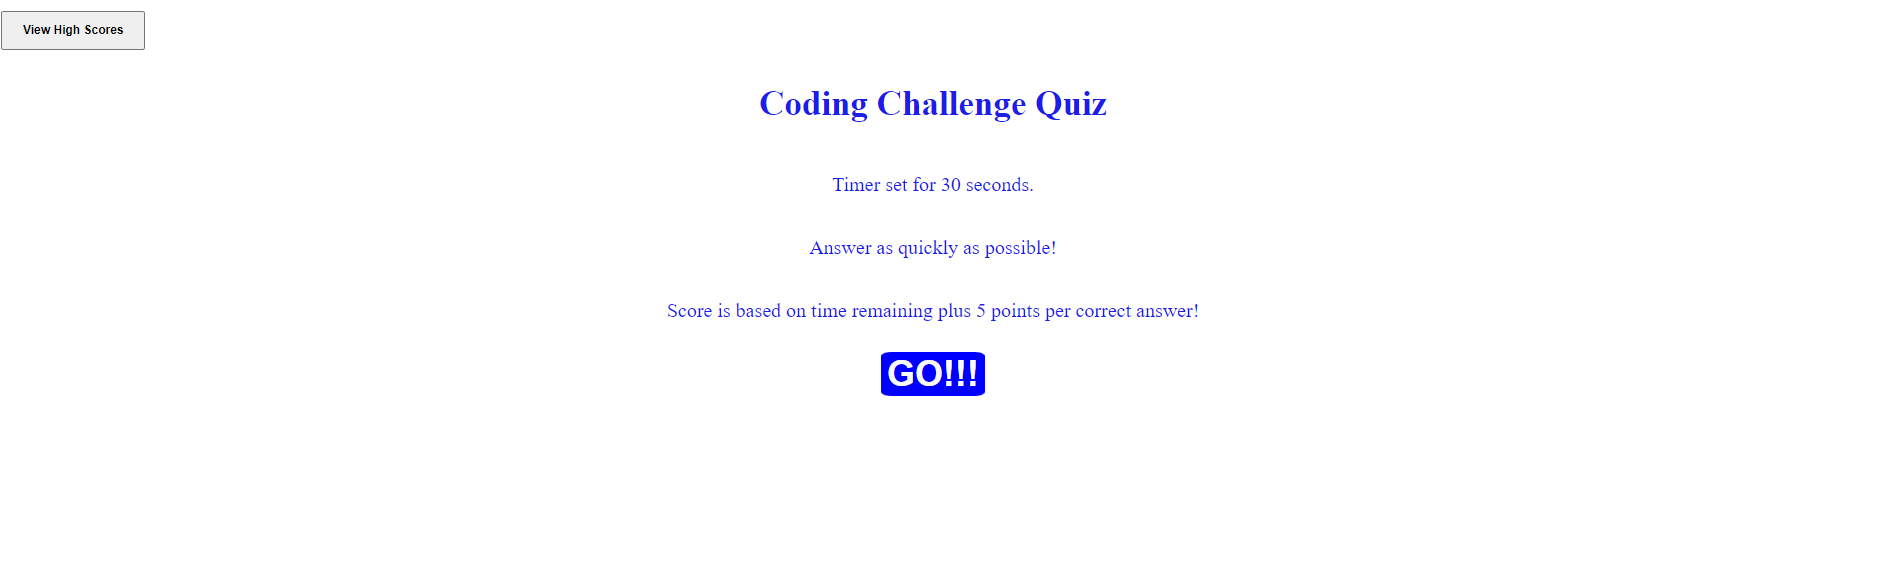 View High Scores
Coding Challenge Quiz
Timer set for 30 seconds.
Answer as quickly as possible!
Score is based on time remaining plus 5 points per correct answer!
GO!!!